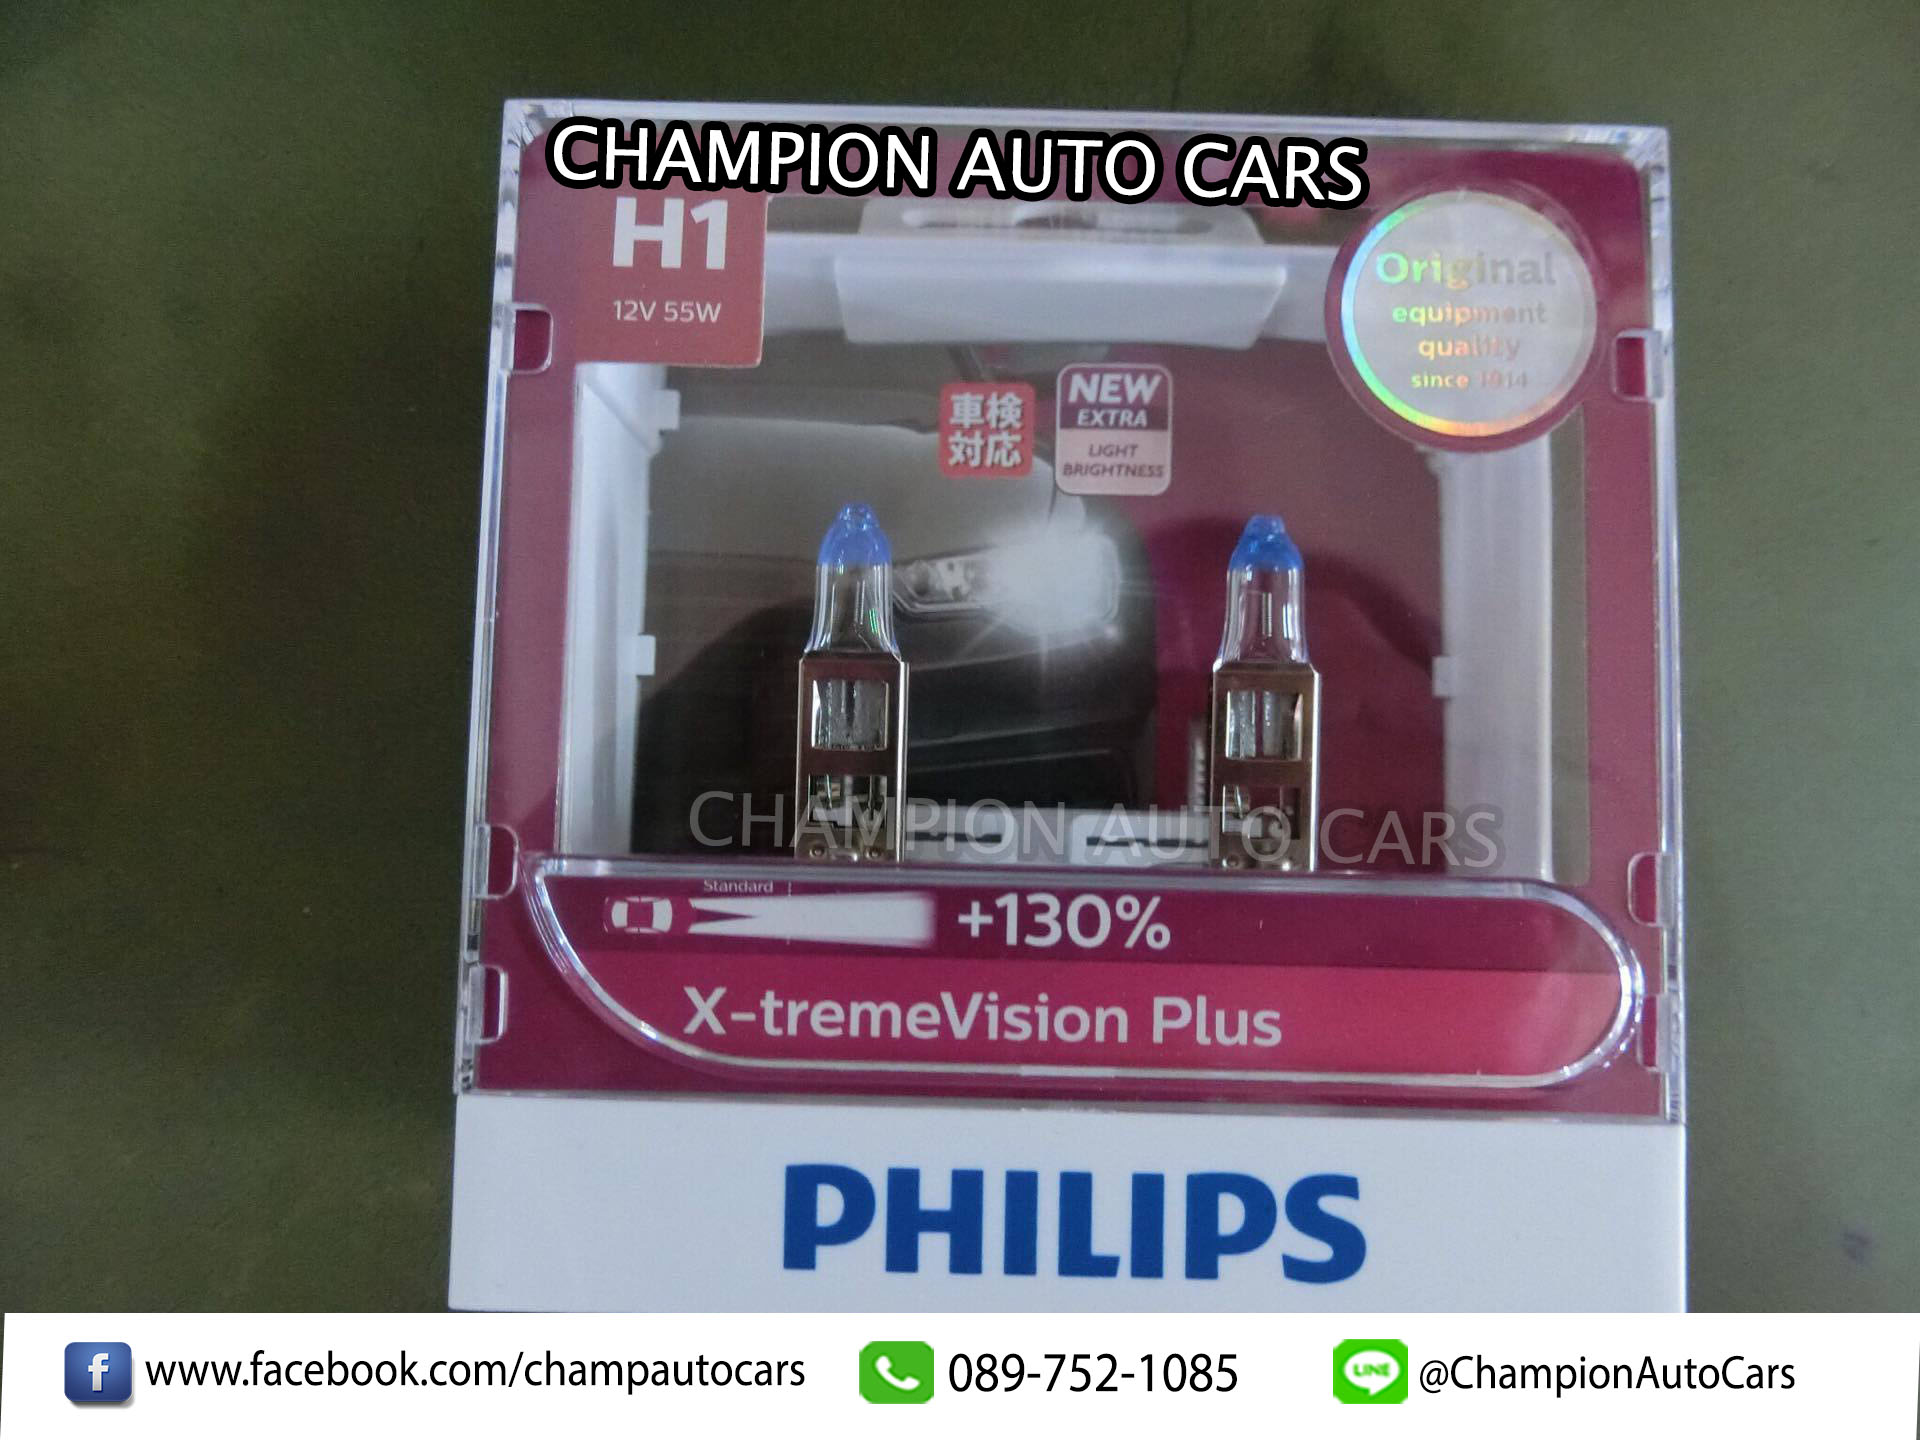 CHAMPION AUTO CARS
H1
12V 55W
Original
equipment
quality
since 1914
車検
対応
NEW
EXTRA
LIGHT
BRIGHTNESS
CHAMPION AUTO CARS
Standard
+130%
X-tremeVision Plus
PHILIPS
www.facebook.com/champautocars
089-752-1085
LINE
@ChampionAutoCars